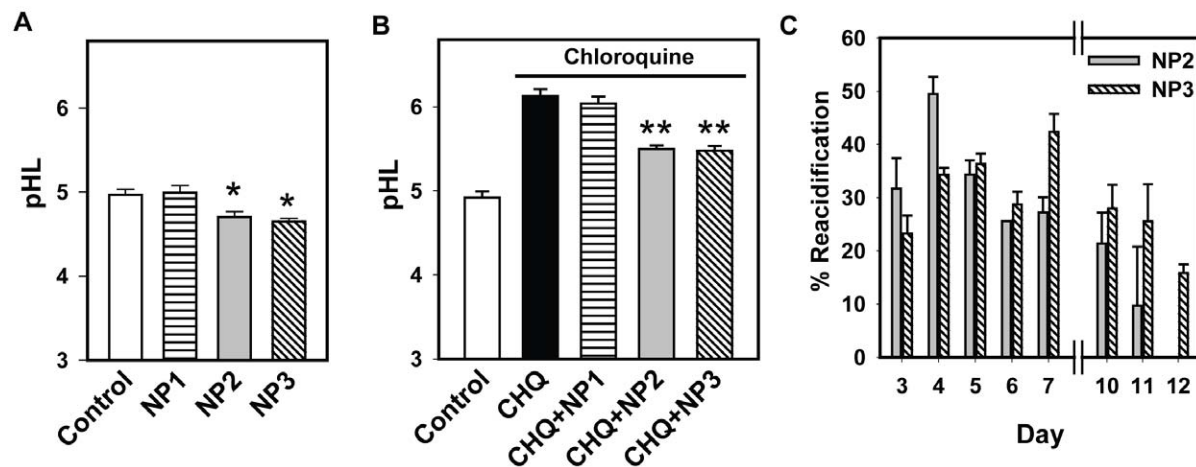 A
pHL
6
5
4
3
*
*
Control
NP1
NP2
NP3
B
pHL
6
5
4
3
Chloroquine
**
**
Control
CHQ
CHQ+NP1
CHQ+NP2
CHQ+NP3
C
% Reacidification
60
50
40
30
20
10
0
NP2
NP3
3 4 5 6 7 10 11 12
Day